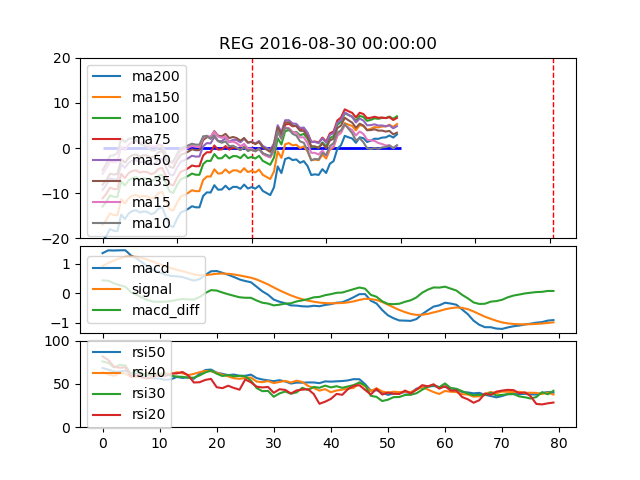 REG 2016-08-30 00:00:00
20
10
0
−10
−20
ma200
ma150
ma100
ma75
ma50
ma35
ma15
ma10
1
0
−1
macd
signal
macd_diff
100
50
0
rsi50
rsi40
rsi30
rsi20
0 10 20 30 40 50 60 70 80